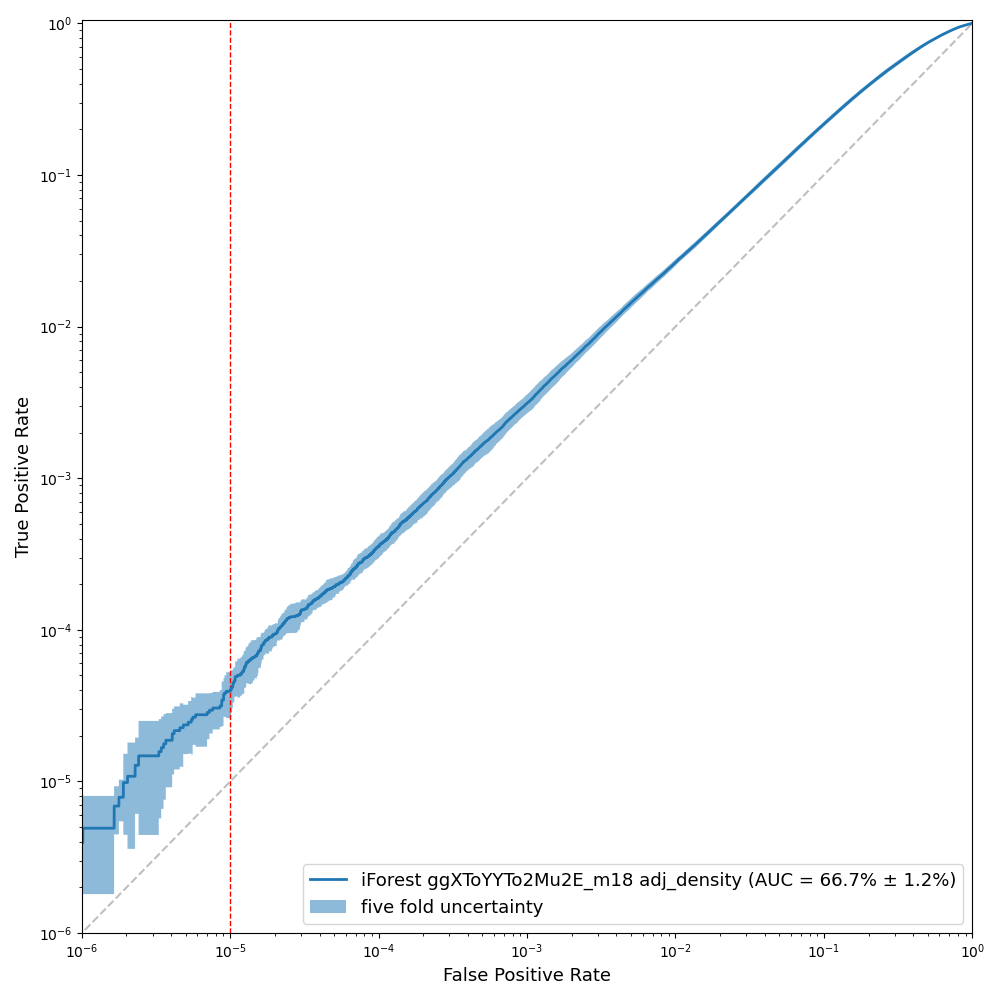 10⁰
10⁻¹
10⁻²
10⁻³
10⁻⁴
10⁻⁵
10⁻⁶
True Positive Rate
iForest ggXToYYTo2Mu2E_m18 adj_density (AUC = 66.7% ± 1.2%)
five fold uncertainty
10⁻⁶ 10⁻⁵ 10⁻⁴ 10⁻³ 10⁻² 10⁻¹ 10⁰
False Positive Rate